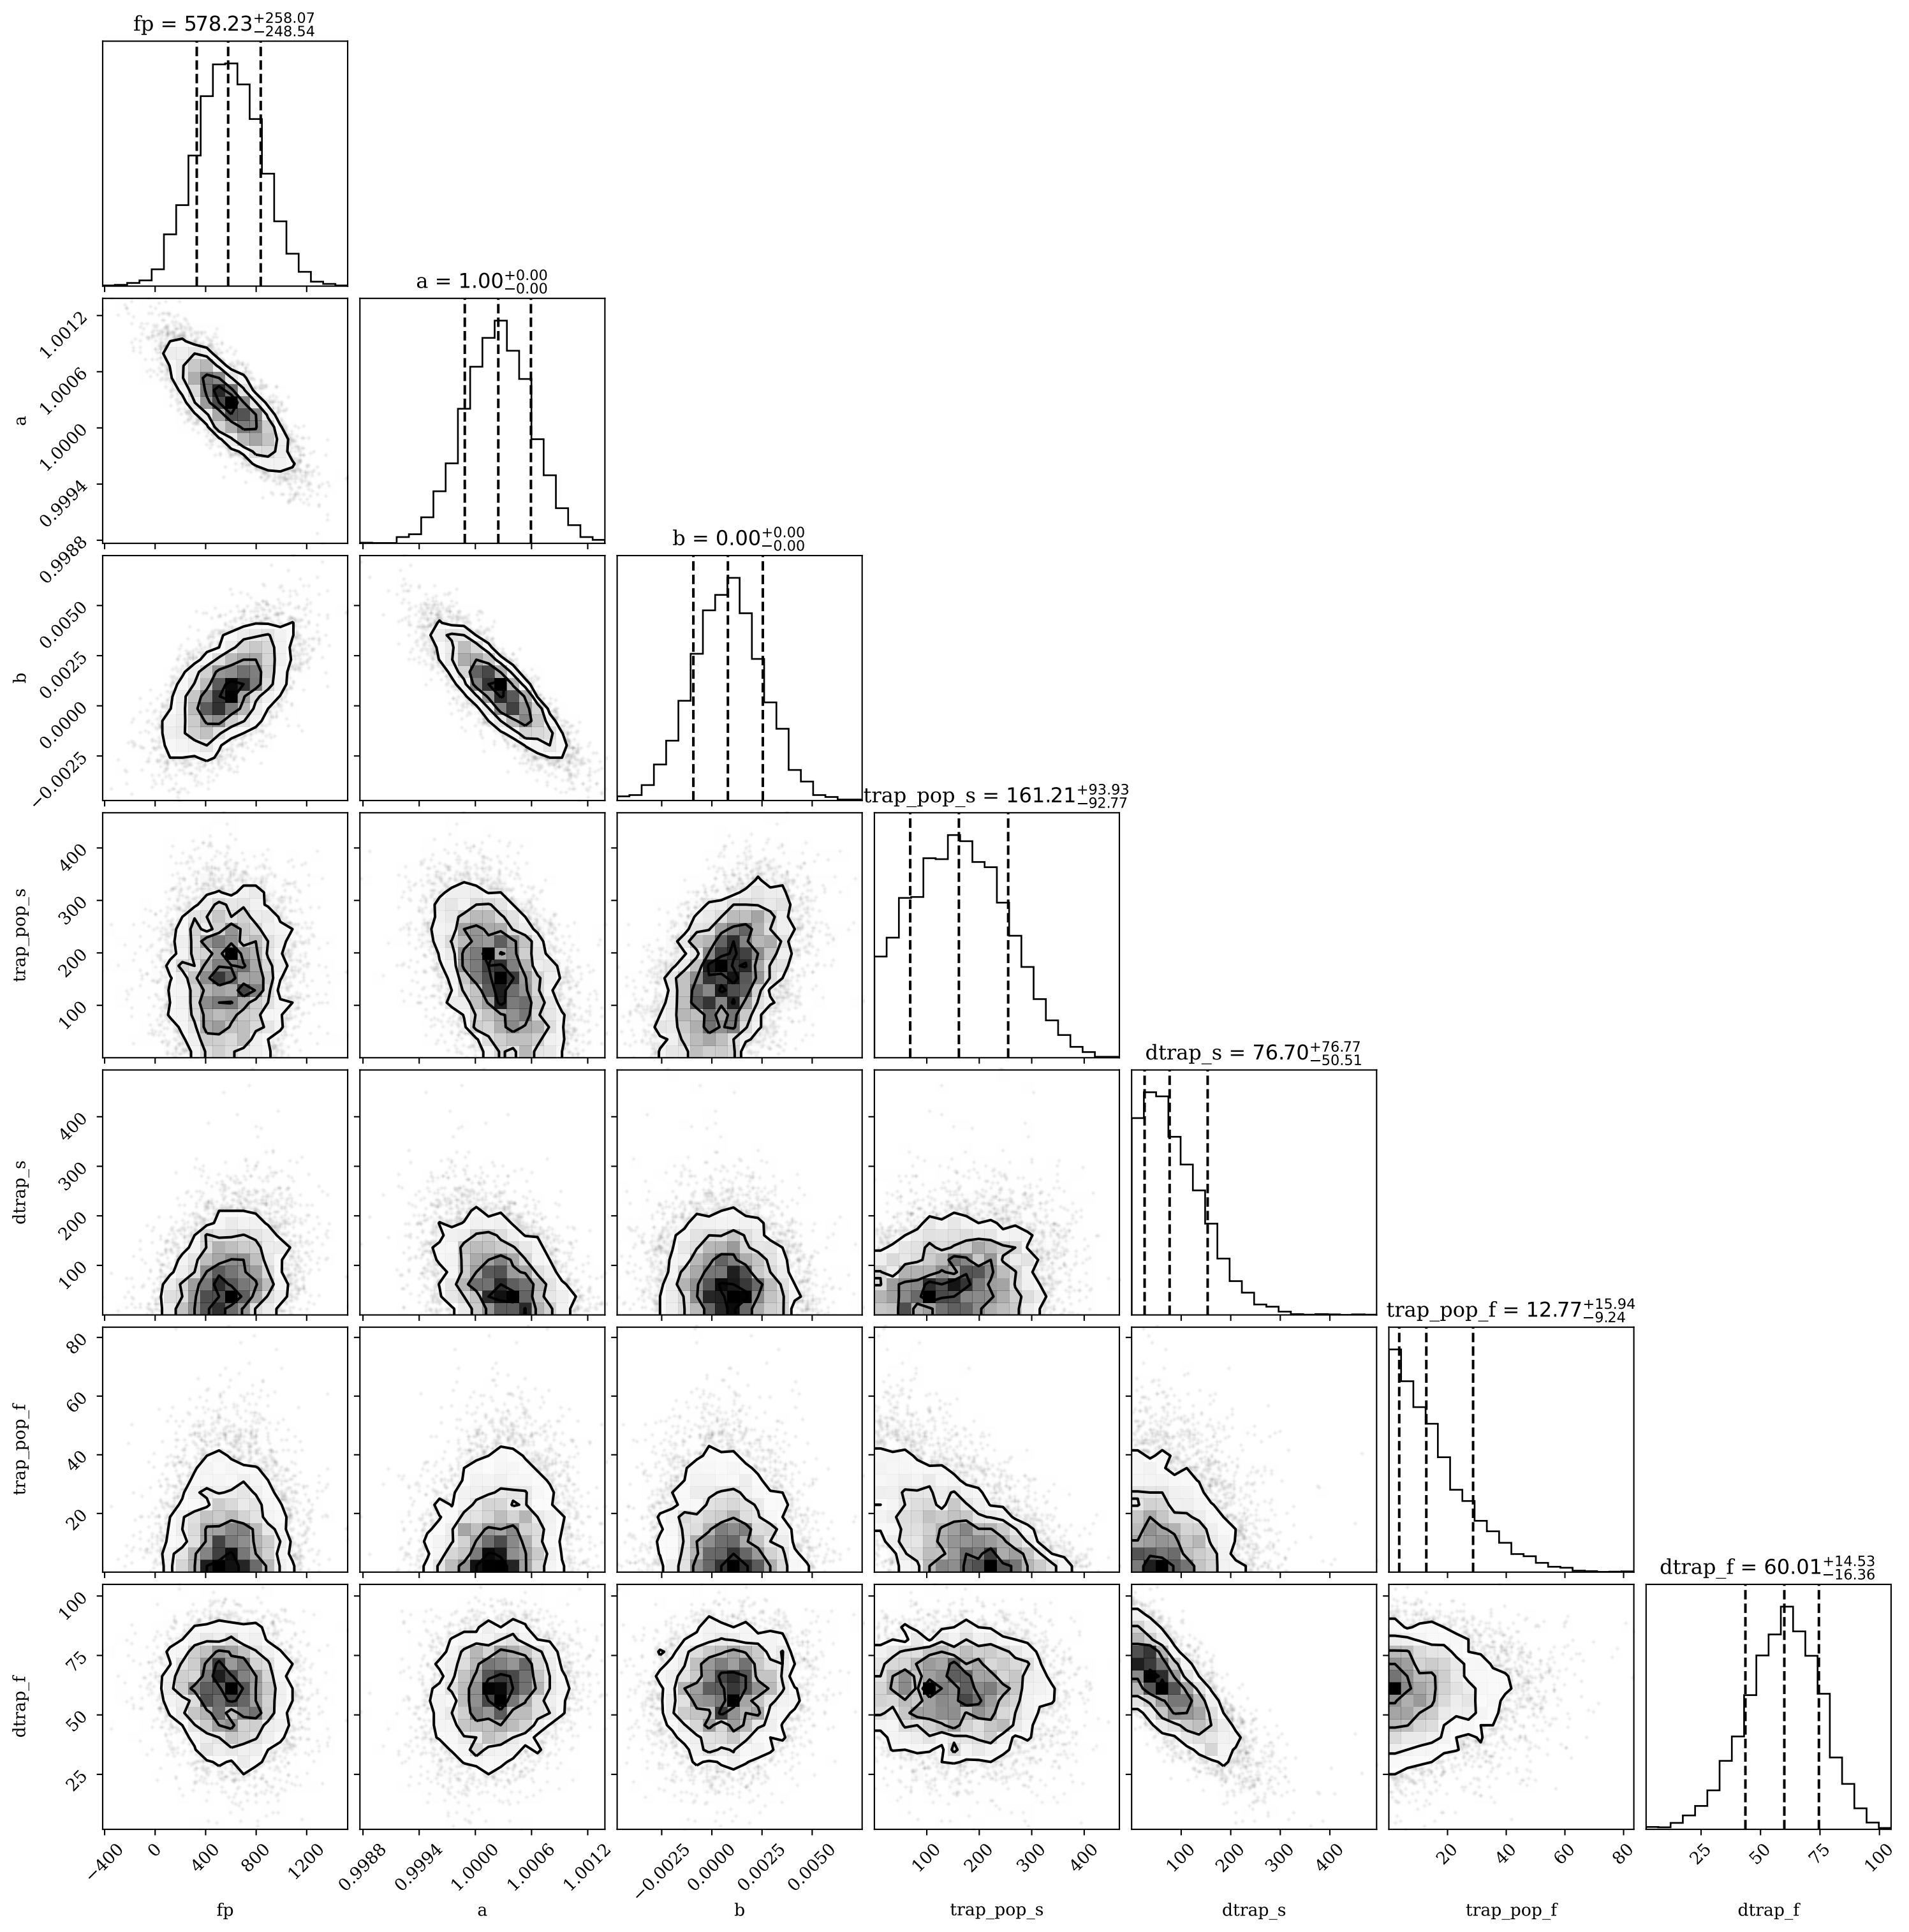 fp = 578.23+258.07−248.54
a = 1.00+0.00−0.00
1.0012
1.0006
1.0000
0.9994
0.9988
a
b = 0.00+0.00−0.00
0.0050
0.0025
0.0000
−0.0025
b
trap_pop_s = 161.21+93.93−92.77
400
300
200
100
trap_pop_s
dtrap_s = 76.70+76.77−50.51
400
300
200
100
dtrap_s
trap_pop_f = 12.77+15.94−9.24
80
60
40
20
trap_pop_f
dtrap_f = 60.01+14.53−16.36
100
75
50
25
dtrap_f
−400 0 400 800 1200
0.9988 0.9994 1.0000 1.0006 1.0012
−0.0025 0.0000 0.0025 0.0050
100 200 300 400
100 200 300 400
20 40 60 80
25 50 75 100
fp a b trap_pop_s dtrap_s trap_pop_f dtrap_f